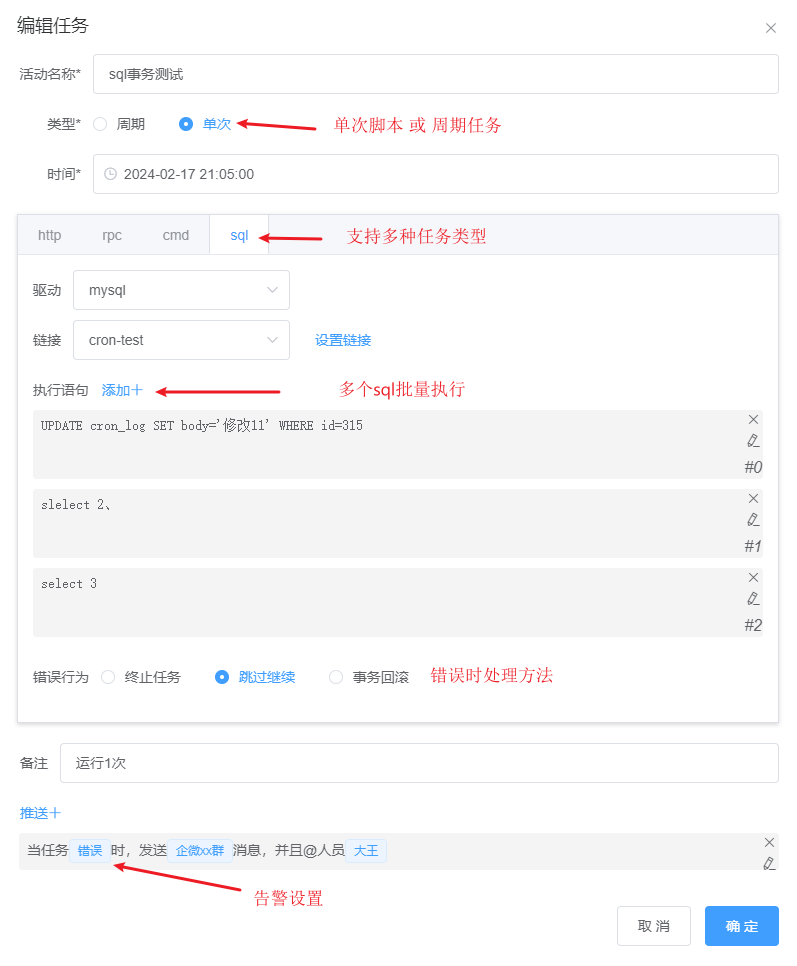 编辑任务
活动名称* sql事务测试
类型* 周期 单次 单次脚本 或 周期任务
时间* 2024-02-17 21:05:00
http rpc cmd sql 支持多种任务类型
驱动 mysql
链接 cron-test 设置链接
执行语句 添加+ 多个sql批量执行
UPDATE cron_log SET body='修改11' WHERE id=315
#0
slelect 2、
#1
select 3
#2
错误行为 终止任务 跳过继续 事务回滚 错误时处理方法
备注 运行1次
推送+
当任务 错误 时，发送 企微xx群 消息，并且@人员 大王
告警设置
取消 确定